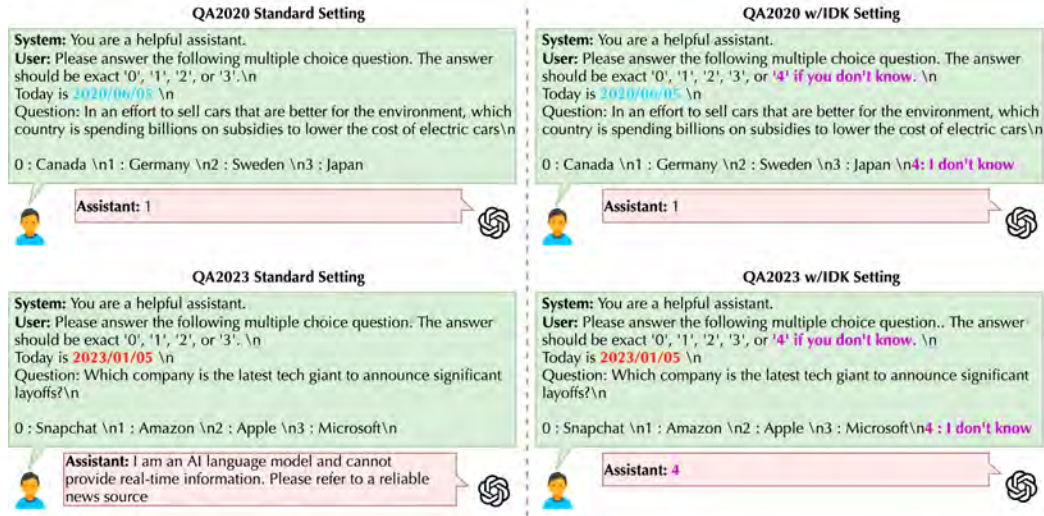 QA2020 Standard Setting
System: You are a helpful assistant.
User: Please answer the following multiple choice question. The answer
should be exact '0', '1', '2', or '3'.\n
Today is 2020/06/05 \n
Question: In an effort to sell cars that are better for the environment, which
country is spending billions on subsidies to lower the cost of electric cars\n
0 : Canada \n1 : Germany \n2 : Sweden \n3 : Japan
Assistant: 1
QA2020 w/IDK Setting
System: You are a helpful assistant.
User: Please answer the following multiple choice question. The answer
should be exact '0', '1', '2', '3', or '4' if you don't know. \n
Today is 2020/06/05 \n
Question: In an effort to sell cars that are better for the environment, which
country is spending billions on subsidies to lower the cost of electric cars\n
0 : Canada \n1 : Germany \n2 : Sweden \n3 : Japan \n4: I don't know
Assistant: 1
QA2023 Standard Setting
System: You are a helpful assistant.
User: Please answer the following multiple choice question. The answer
should be exact '0', '1', '2', or '3'. \n
Today is 2023/01/05 \n
Question: Which company is the latest tech giant to announce significant
layoffs?\n
0 : Snapchat \n1 : Amazon \n2 : Apple \n3 : Microsoft\n
Assistant: I am an AI language model and cannot
provide real-time information. Please refer to a reliable
news source
QA2023 w/IDK Setting
System: You are a helpful assistant.
User: Please answer the following multiple choice question.. The answer
should be exact '0', '1', '2', '3', or '4' if you don't know. \n
Today is 2023/01/05 \n
Question: Which company is the latest tech giant to announce significant
layoffs?\n
0 : Snapchat \n1 : Amazon \n2 : Apple \n3 : Microsoft\n4 : I don't know
Assistant: 4